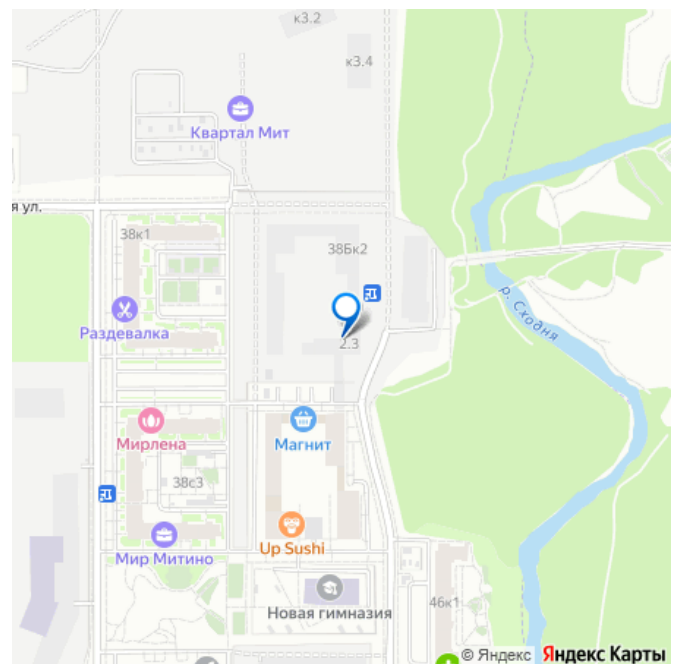 к3.2
к3.4
Квартал Мит
я ул.
38к1
38Бк2
р. Сходня
Раздевалка
2.3
Мирлена
Магнит
38с3
Up Sushi
Мир Митино
Новая гимназия
46к1
© Яндекс Яндекс Карты